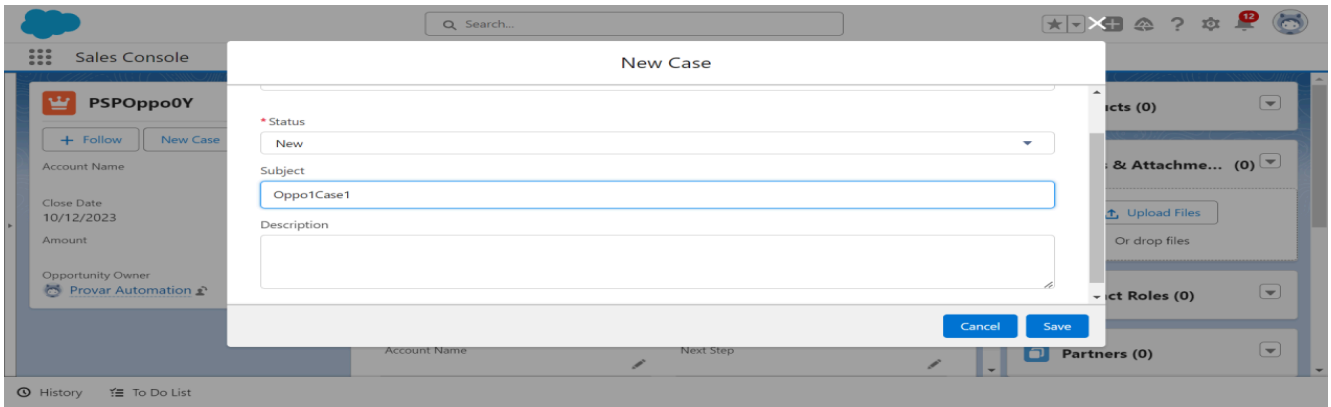 Search...
12
Sales Console
New Case
PSPOppo0Y
+ Follow
New Case
Account Name
Close Date
10/12/2023
Amount
Opportunity Owner
Provar Automation
* Status
New
Subject
Oppo1Case1
Description
Cancel
Save
(0)
& Attachme... (0)
Upload Files
Or drop files
Roles (0)
Partners (0)
Account Name
Next Step
History
To Do List